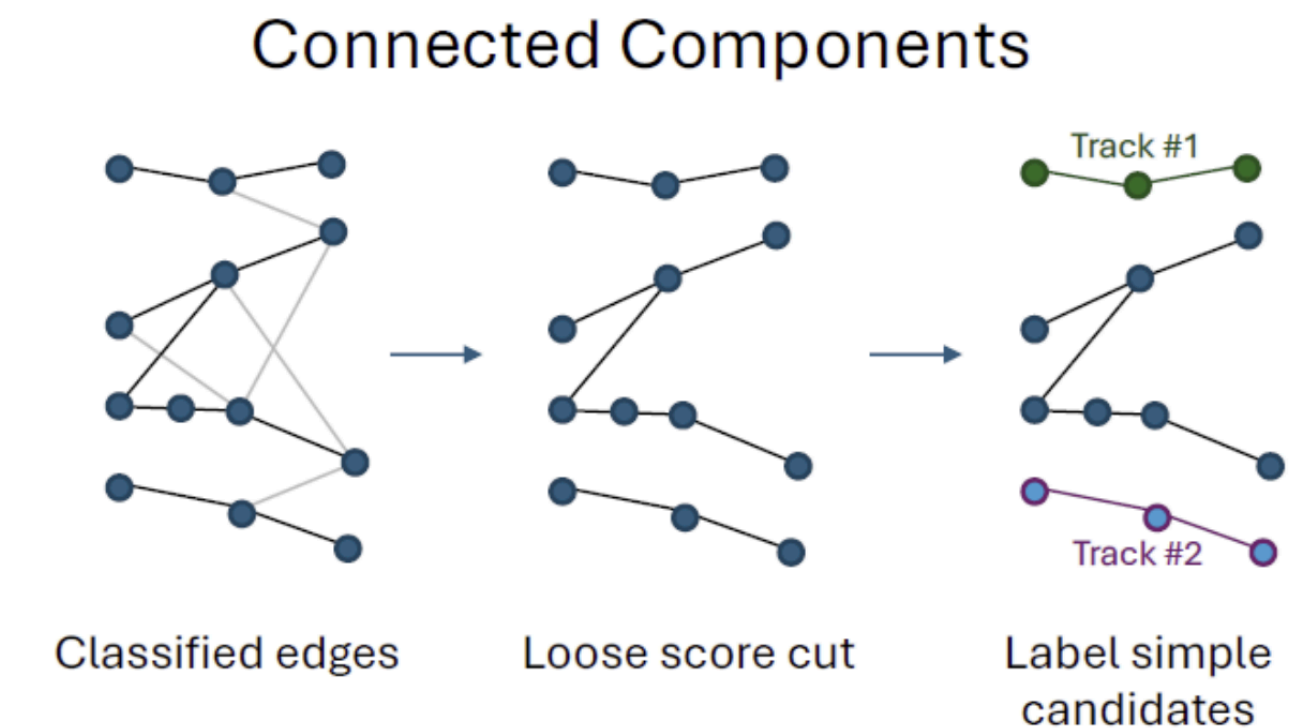 Connected Components
Track #1
Track #2
Classified edges
Loose score cut
Label simple
candidates